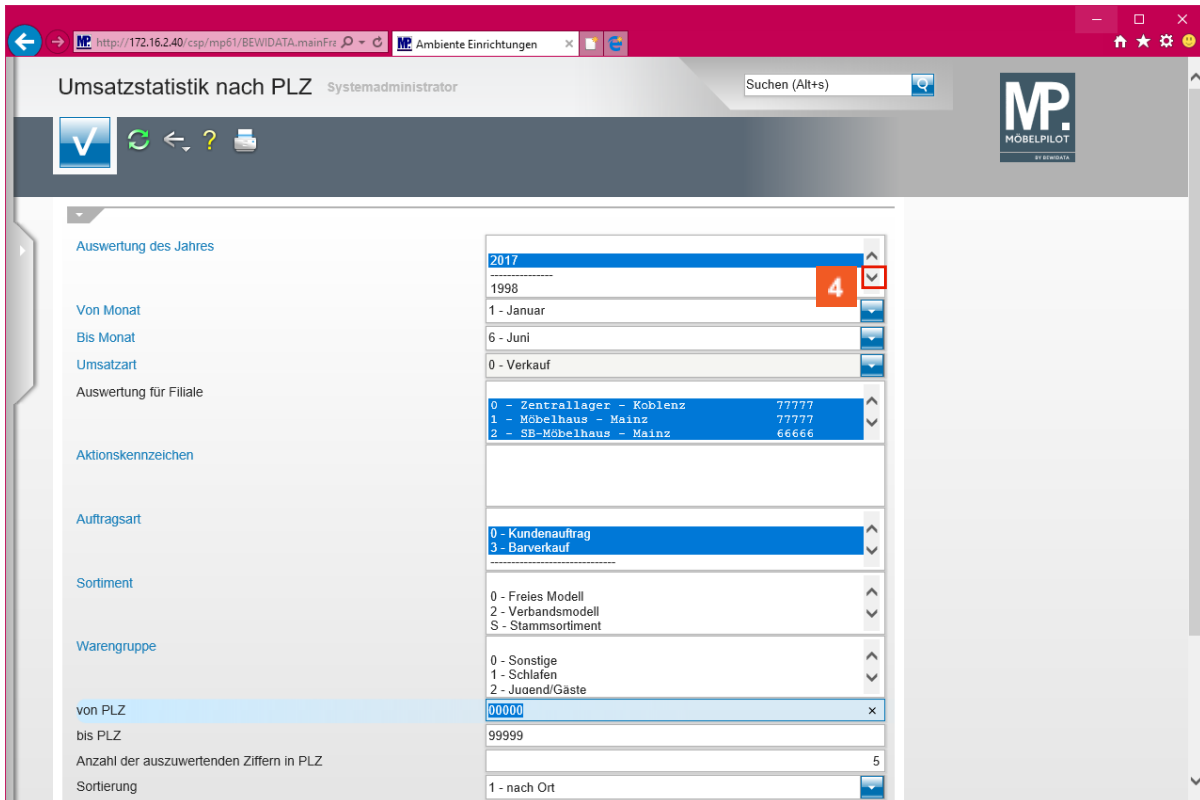 http://172.16.2.40/csp/mp61/BEWIDATA.mainFra
MP. Ambiente Einrichtungen ×
Umsatzstatistik nach PLZ Systemadministrator
Suchen (Alt+s)
MP.
MÖBELPILOT
BY BEWIDATA
Auswertung des Jahres
2017
---------------
1998
4
Von Monat 1 - Januar
Bis Monat 6 - Juni
Umsatzart 0 - Verkauf
Auswertung für Filiale
0 - Zentrallager - Koblenz 77777
1 - Möbelhaus - Mainz 77777
2 - SB-Möbelhaus - Mainz 66666
Aktionskennzeichen
Auftragsart
0 - Kundenauftrag
3 - Barverkauf
------------------------------
Sortiment
0 - Freies Modell
2 - Verbandsmodell
S - Stammsortiment
Warengruppe
0 - Sonstige
1 - Schlafen
2 - Jugend/Gäste
von PLZ 00000 ×
bis PLZ 99999
Anzahl der auszuwertenden Ziffern in PLZ 5
Sortierung 1 - nach Ort